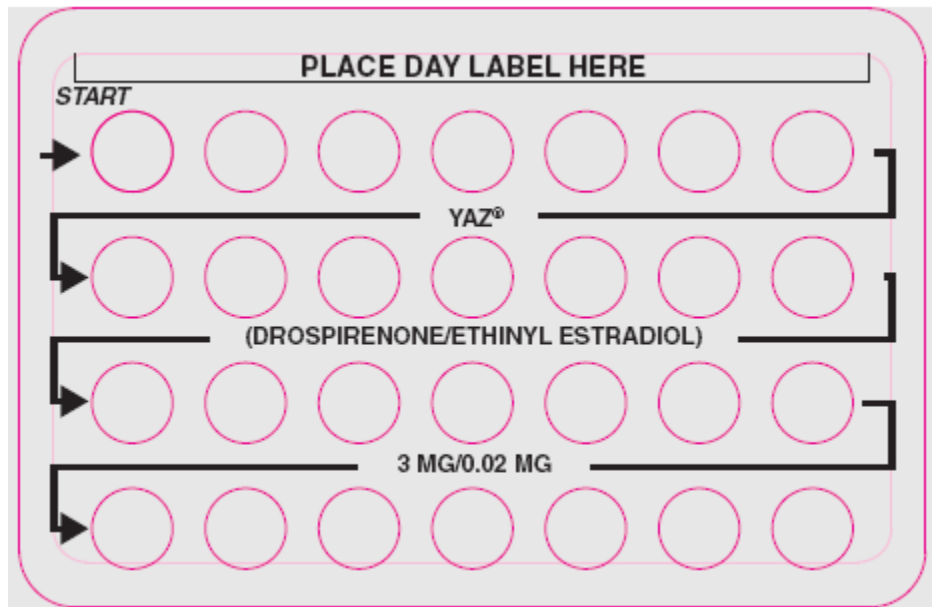 PLACE DAY LABEL HERE
START
YAZ®
(DROSPIRENONE/ETHINYL ESTRADIOL)
3 MG/0.02 MG